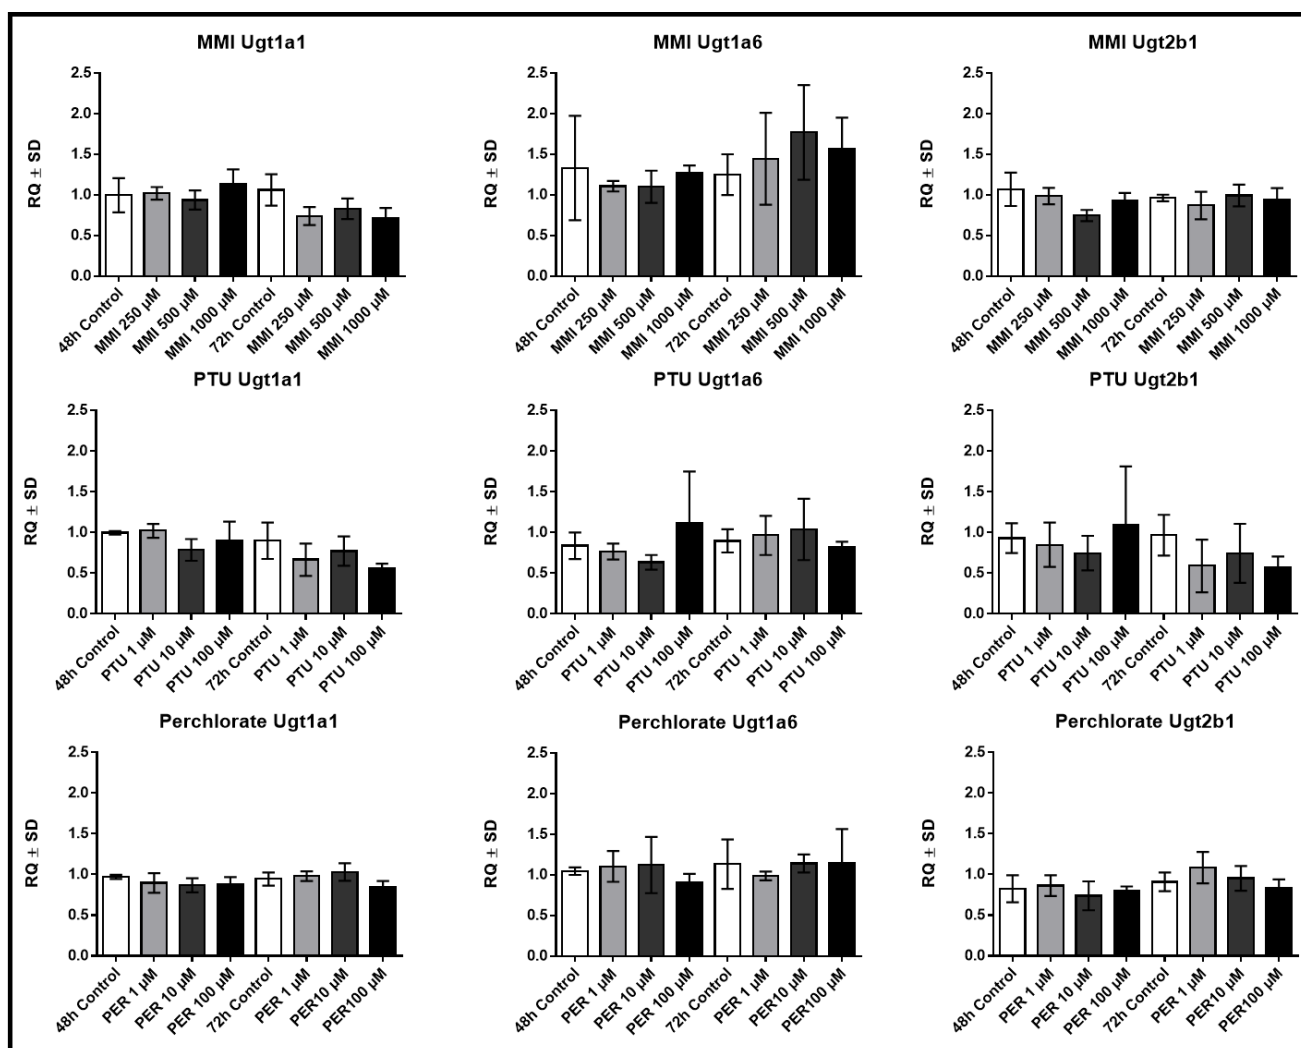 MMI Ugt1a1
RQ ± SD
2.5
2.0
1.5
1.0
0.5
0.0
48h Control
MMI 250 µM
MMI 500 µM
MMI 1000 µM
72h Control
MMI 250 µM
MMI 500 µM
MMI 1000 µM
MMI Ugt1a6
RQ ± SD
2.5
2.0
1.5
1.0
0.5
0.0
48h Control
MMI 250 µM
MMI 500 µM
MMI 1000 µM
72h Control
MMI 250 µM
MMI 500 µM
MMI 1000 µM
MMI Ugt2b1
RQ ± SD
2.5
2.0
1.5
1.0
0.5
0.0
48h Control
MMI 250 µM
MMI 500 µM
MMI 1000 µM
72h Control
MMI 250 µM
MMI 500 µM
MMI 1000 µM
PTU Ugt1a1
RQ ± SD
2.5
2.0
1.5
1.0
0.5
0.0
48h Control
PTU 1 µM
PTU 10 µM
PTU 100 µM
72h Control
PTU 1 µM
PTU 10 µM
PTU 100 µM
PTU Ugt1a6
RQ ± SD
2.5
2.0
1.5
1.0
0.5
0.0
48h Control
PTU 1 µM
PTU 10 µM
PTU 100 µM
72h Control
PTU 1 µM
PTU 10 µM
PTU 100 µM
PTU Ugt2b1
RQ ± SD
2.5
2.0
1.5
1.0
0.5
0.0
48h Control
PTU 1 µM
PTU 10 µM
PTU 100 µM
72h Control
PTU 1 µM
PTU 10 µM
PTU 100 µM
Perchlorate Ugt1a1
RQ ± SD
2.5
2.0
1.5
1.0
0.5
0.0
48h Control
PER 1 µM
PER 10 µM
PER 100 µM
72h Control
PER 1 µM
PER10 µM
PER100 µM
Perchlorate Ugt1a6
RQ ± SD
2.5
2.0
1.5
1.0
0.5
0.0
48h Control
PER 1 µM
PER 10 µM
PER 100 µM
72h Control
PER 1 µM
PER10 µM
PER100 µM
Perchlorate Ugt2b1
RQ ± SD
2.5
2.0
1.5
1.0
0.5
0.0
48h Control
PER 1 µM
PER 10 µM
PER 100 µM
72h Control
PER 1 µM
PER10 µM
PER100 µM